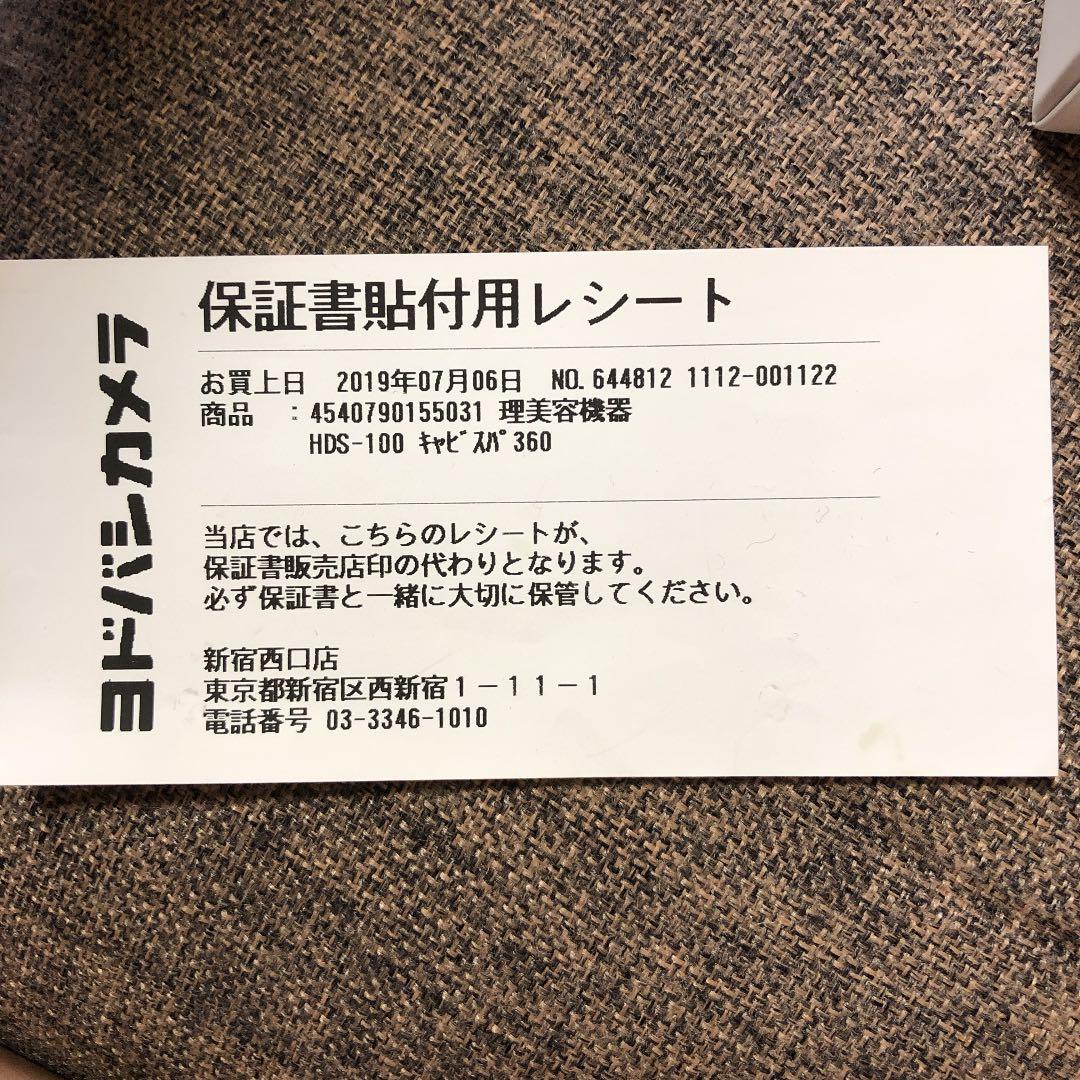 ヨドバシカメラ
保証書貼付用レシート
お買上日 2019年07月06日 NO. 644812 1112-001122
商品 : 4540790155031 理美容機器
HDS-100 ｷｬﾋﾞｽﾊﾟ360
当店では、こちらのレシートが、
保証書販売店印の代わりとなります。
必ず保証書と一緒に大切に保管してください。
新宿西口店
東京都新宿区西新宿１－１１－１
電話番号 03-3346-1010